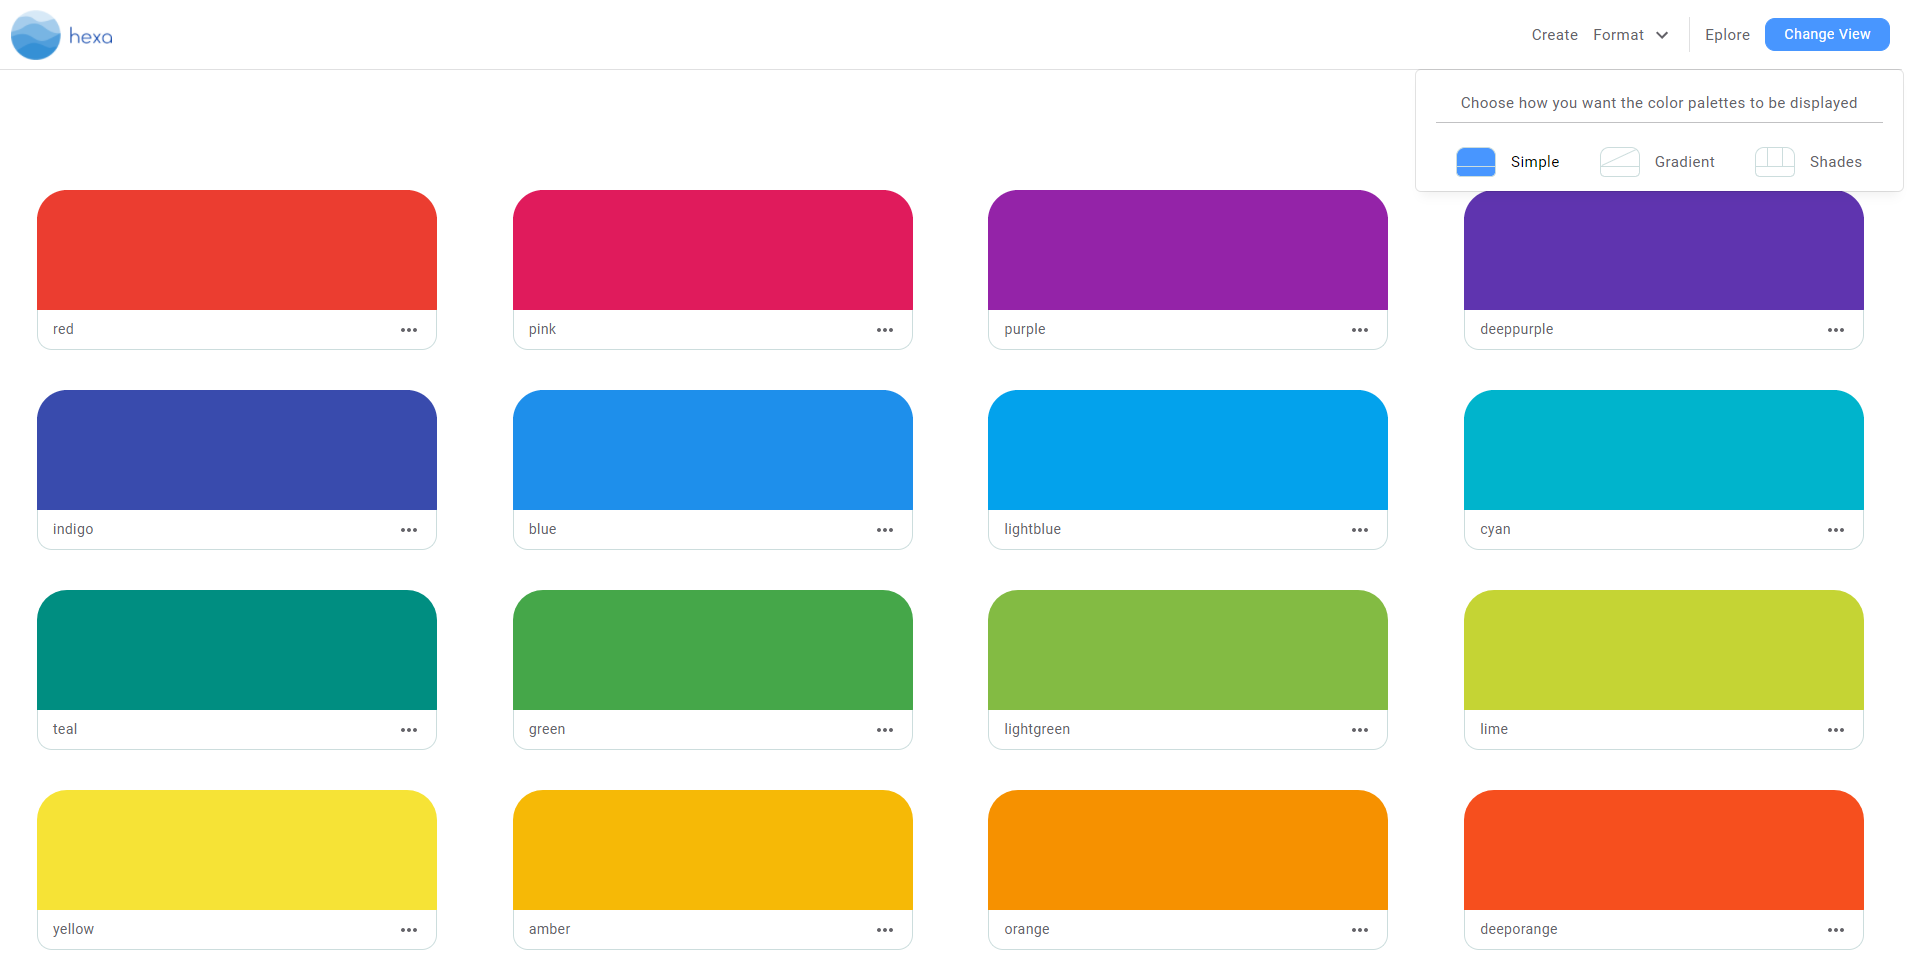 hexa
Create Format Eplore Change View
Choose how you want the color palettes to be displayed
Simple Gradient Shades
red pink purple deeppurple
indigo blue lightblue cyan
teal green lightgreen lime
yellow amber orange deeporange